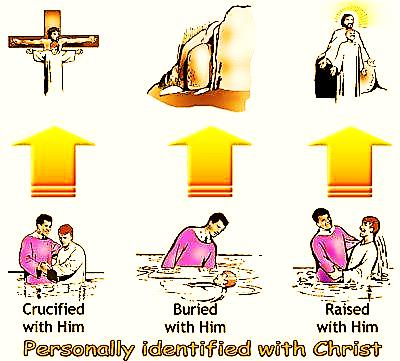 Crucified
with Him
Buried
with Him
Raised
with Him
Personally identified with Christ